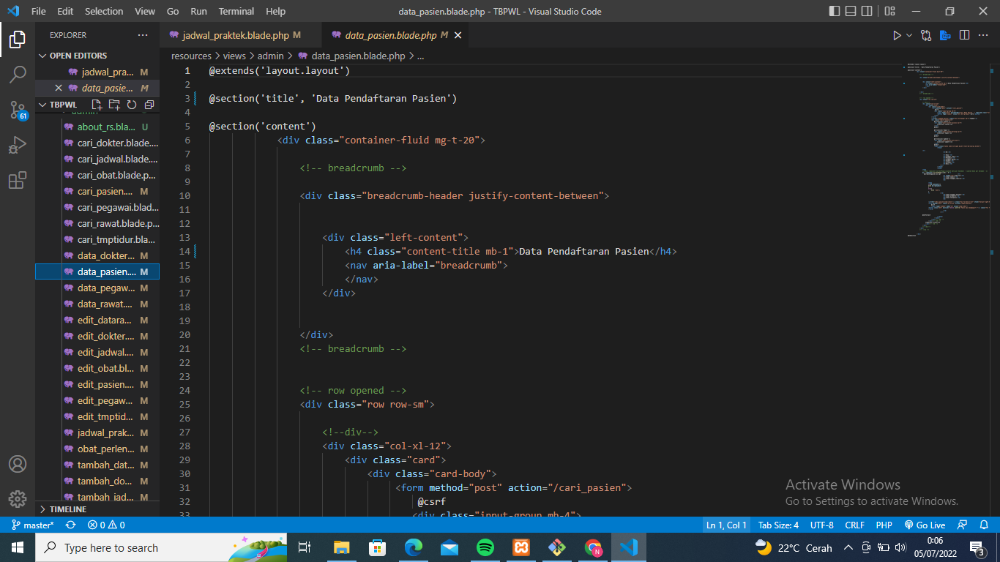 File Edit Selection View Go Run Terminal Help
data_pasien.blade.php - TBPWL - Visual Studio Code
EXPLORER
OPEN EDITORS
jadwal_pra... M
data_pasie... M
TBPWL
admin
about_rs.bla... U
cari_dokter.blade....
cari_jadwal.blade....
cari_obat.blade.p...
cari_pasien.... M
cari_pegawai.blad...
cari_rawat.blade.p...
cari_tmptidur.bla...
data_dokter... M
data_pasien.... M
data_pegaw... M
data_rawat.... M
edit_datara... M
edit_dokter.... M
edit_jadwal.... M
edit_obat.bl... M
edit_pasien.... M
edit_pegaw... M
edit_tmptid... M
jadwal_prak... M
obat_perlen... M
tambah_dat... M
tambah_do... M
tambah_jad... M
TIMELINE
61
jadwal_praktek.blade.php M
data_pasien.blade.php M
resources > views > admin > data_pasien.blade.php > ...
1 @extends('layout.layout')
2
3 @section('title', 'Data Pendaftaran Pasien')
4
5 @section('content')
6 <div class="container-fluid mg-t-20">
7
8 <!-- breadcrumb -->
9
10 <div class="breadcrumb-header justify-content-between">
11
12
13 <div class="left-content">
14 <h4 class="content-title mb-1">Data Pendaftaran Pasien</h4>
15 <nav aria-label="breadcrumb">
16 </nav>
17 </div>
18
19
20 </div>
21 <!-- breadcrumb -->
22
23
24 <!-- row opened -->
25 <div class="row row-sm">
26
27 <!--div-->
28 <div class="col-xl-12">
29 <div class="card">
30 <div class="card-body">
31 <form method="post" action="/cari_pasien">
32 @csrf
33 <div class="input-group mb-4">
Activate Windows
Go to Settings to activate Windows.
master* 0 0
Ln 1, Col 1 Tab Size: 4 UTF-8 CRLF PHP Go Live
Type here to search
22°C Cerah
0:06
05/07/2022
3